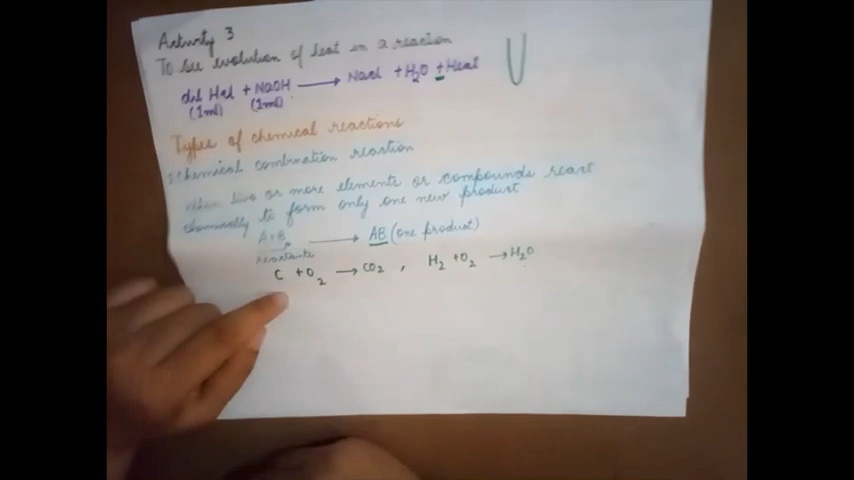 Activity 3
To see evolution of heat in a reaction
dil Hcl + NaOH ⟶ Nacl + H₂O + Heat
(1ml) (1ml)
Types of chemical reactions
Chemical combination reaction
When two or more elements or compounds react
chemically to form only one new product
A+B ⟶ AB (one product)
reactants
C + O₂ → CO₂ , H₂ + O₂ → H₂O